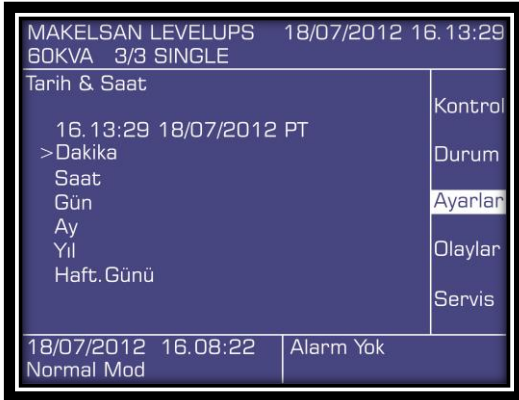 MAKELSAN LEVELUPS 18/07/2012 16.13:29
60KVA 3/3 SINGLE
Tarih & Saat
16.13:29 18/07/2012 PT
>Dakika
Saat
Gün
Ay
Yıl
Haft.Günü
Kontrol
Durum
Ayarlar
Olaylar
Servis
18/07/2012 16.08:22
Normal Mod
Alarm Yok